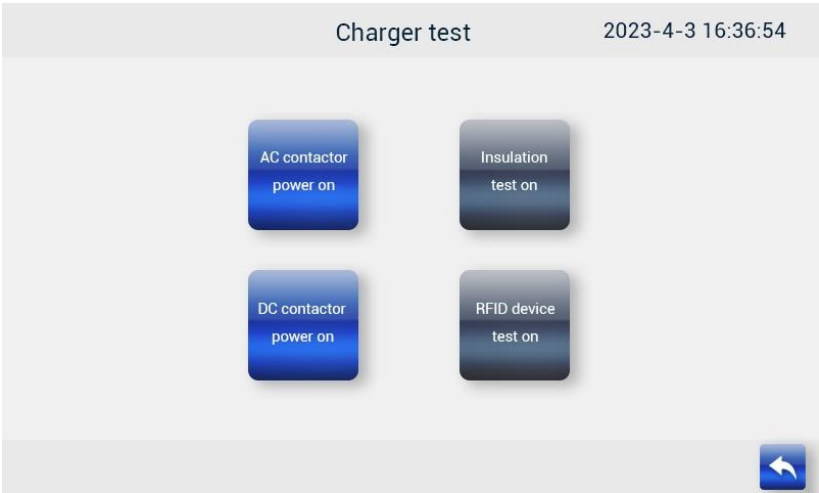 Charger test
2023-4-3 16:36:54
AC contactor
power on
Insulation
test on
DC contactor
power on
RFID device
test on